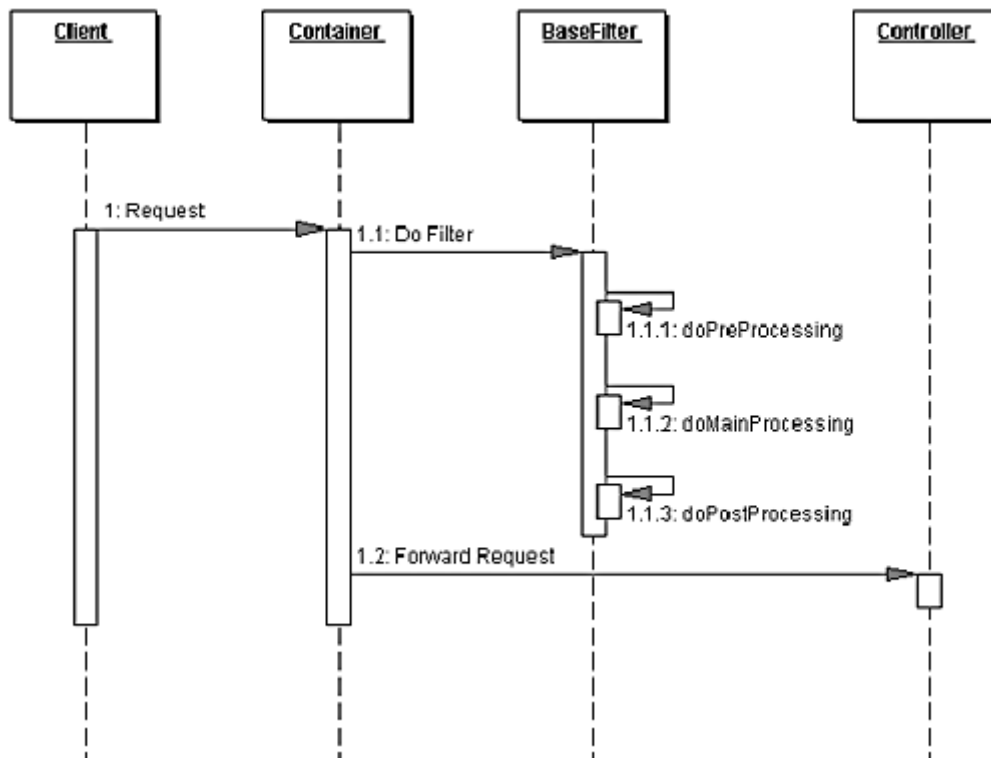 Client
Container
BaseFilter
Controller
1: Request
1.1: Do Filter
1.1.1: doPreProcessing
1.1.2: doMainProcessing
1.1.3: doPostProcessing
1.2: Forward Request